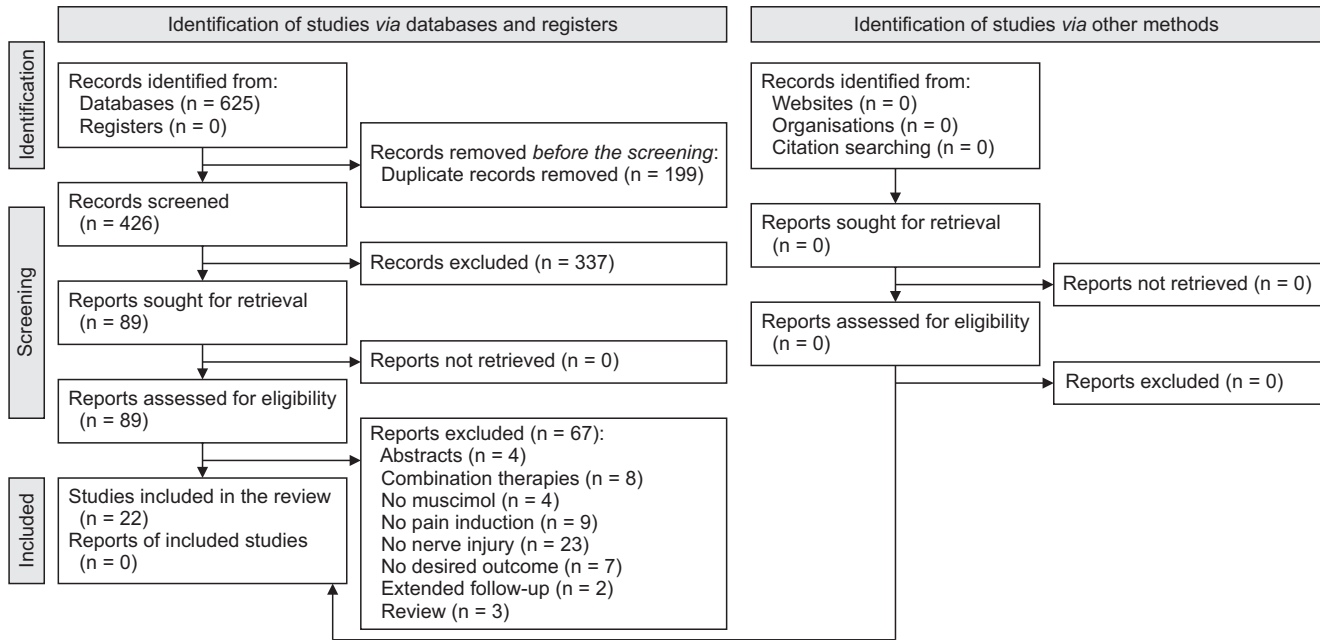 Identification of studies via databases and registers
Identification of studies via other methods
Identification
Records identified from:
Databases (n = 625)
Registers (n = 0)
Records removed before the screening:
Duplicate records removed (n = 199)
Records identified from:
Websites (n = 0)
Organisations (n = 0)
Citation searching (n = 0)
Screening
Records screened
(n = 426)
Records excluded (n = 337)
Reports sought for retrieval
(n = 89)
Reports not retrieved (n = 0)
Reports assessed for eligibility
(n = 89)
Reports excluded (n = 67):
Abstracts (n = 4)
Combination therapies (n = 8)
No muscimol (n = 4)
No pain induction (n = 9)
No nerve injury (n = 23)
No desired outcome (n = 7)
Extended follow-up (n = 2)
Review (n = 3)
Reports sought for retrieval
(n = 0)
Reports not retrieved (n = 0)
Reports assessed for eligibility
(n = 0)
Reports excluded (n = 0)
Included
Studies included in the review
(n = 22)
Reports of included studies
(n = 0)